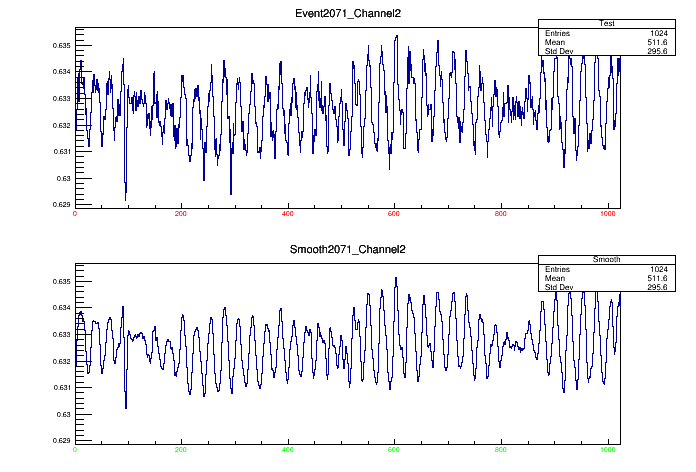 Event2071_Channel2
Test
Entries 1024
Mean 511.6
Std Dev 295.6
0.635
0.634
0.633
0.632
0.631
0.63
0.629
0 200 400 600 800 1000
Smooth2071_Channel2
Smooth
Entries 1024
Mean 511.6
Std Dev 295.6
0.635
0.634
0.633
0.632
0.631
0.63
0.629
0 200 400 600 800 1000